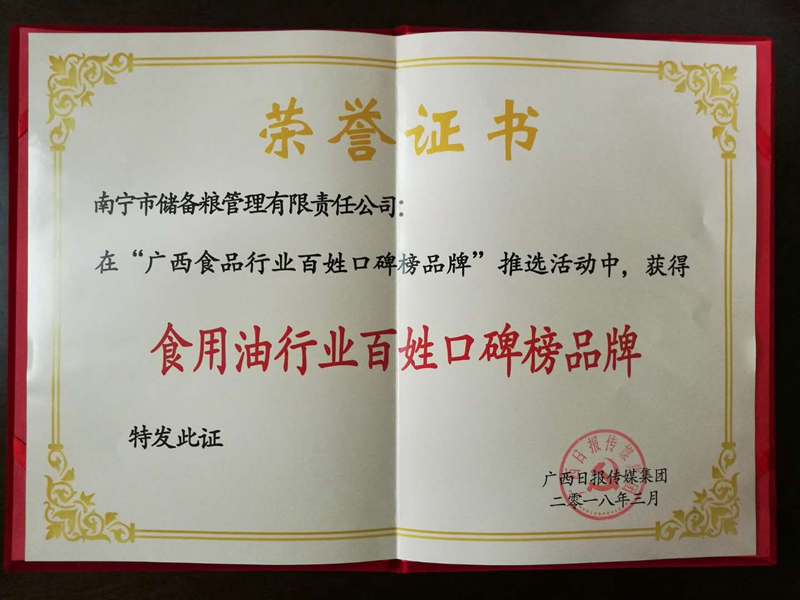 荣誉证书
南宁市储备粮管理有限责任公司：
在“广西食品行业百姓口碑榜品牌”推选活动中，获得
食用油行业百姓口碑榜品牌
特发此证
广西日报传媒集团
二零一八年三月